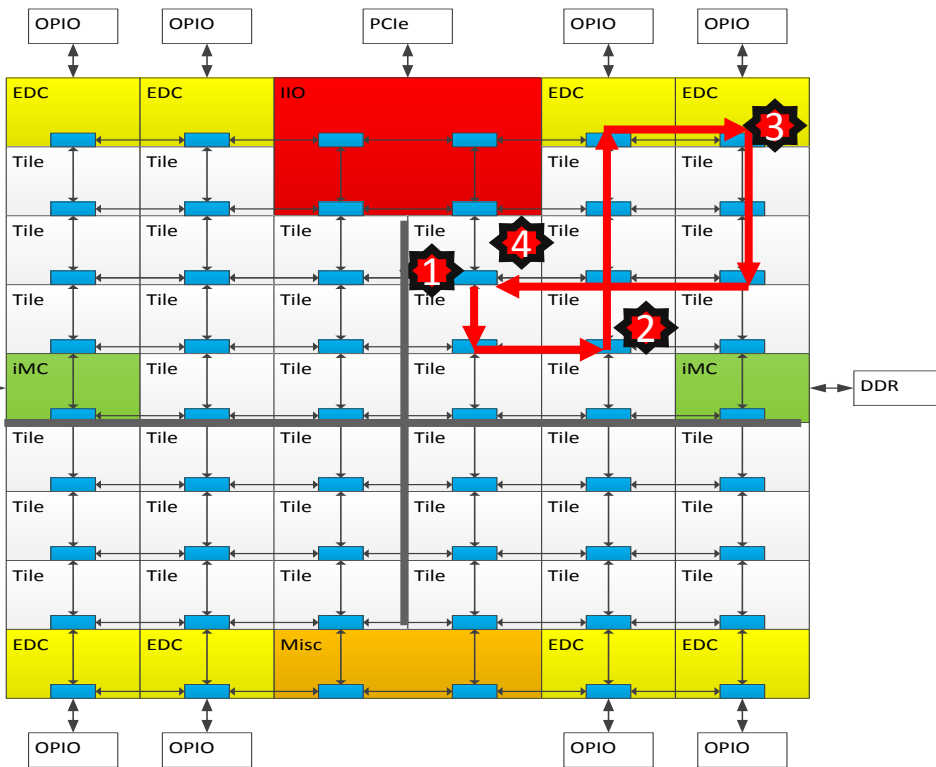 OPIO OPIO PCIe OPIO OPIO
EDC EDC IIO EDC EDC
3
Tile Tile Tile Tile
Tile Tile Tile Tile Tile Tile
4
1
Tile Tile Tile Tile Tile Tile
2
iMC Tile Tile Tile Tile iMC
DDR
Tile Tile Tile Tile Tile Tile
Tile Tile Tile Tile Tile Tile
Tile Tile Tile Tile Tile Tile
EDC EDC Misc EDC EDC
OPIO OPIO OPIO OPIO